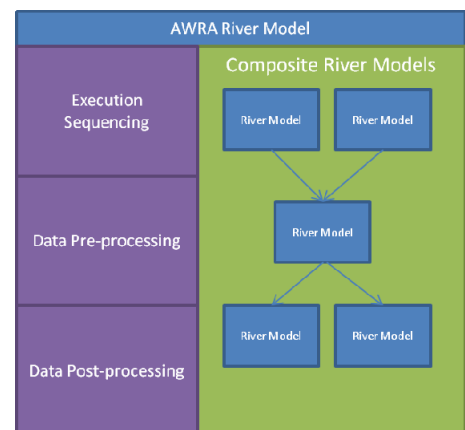 AWRA River Model
Execution
Sequencing
Data Pre-processing
Data Post-processing
Composite River Models
River Model
River Model
River Model
River Model
River Model